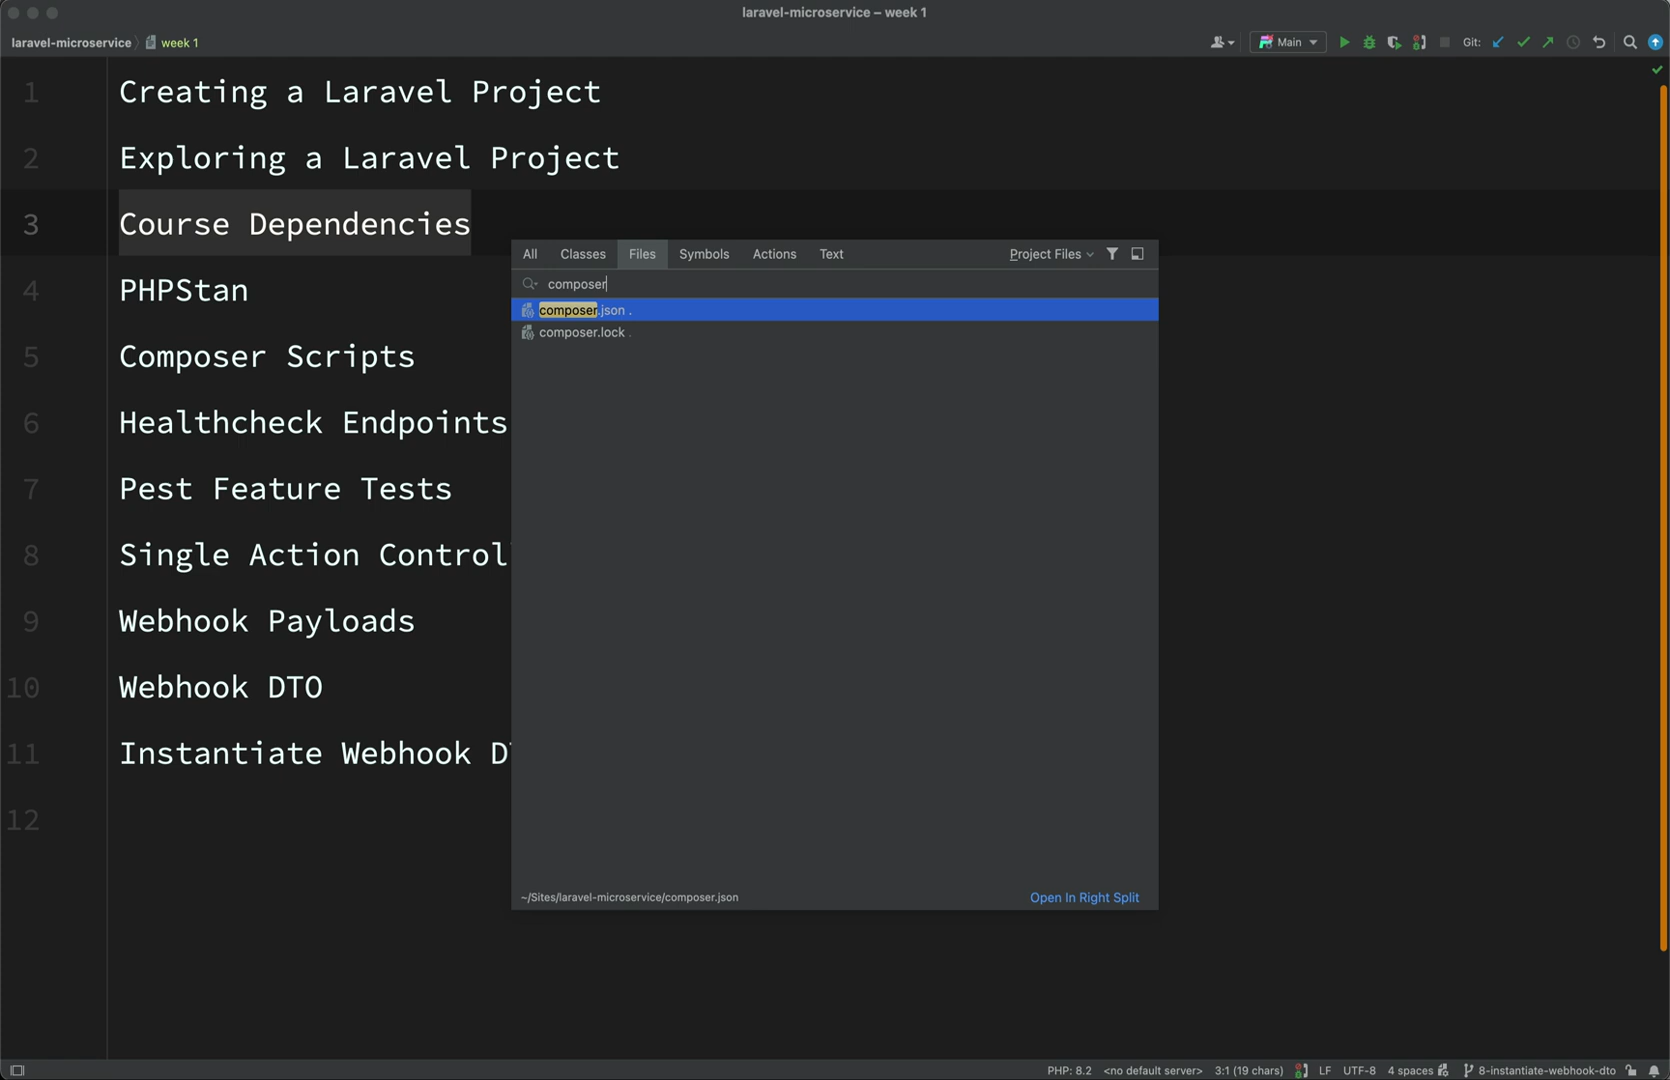 laravel-microservice – week 1
laravel-microservice week 1
Main
Git:
1 Creating a Laravel Project
2 Exploring a Laravel Project
3 Course Dependencies
4 PHPStan
5 Composer Scripts
6 Healthcheck Endpoints
7 Pest Feature Tests
8 Single Action Control
9 Webhook Payloads
10 Webhook DTO
11 Instantiate Webhook D
12
All Classes Files Symbols Actions Text Project Files
composer
composer.json .
composer.lock .
~/Sites/laravel-microservice/composer.json Open In Right Split
PHP: 8.2 <no default server> 3:1 (19 chars) LF UTF-8 4 spaces 8-instantiate-webhook-dto